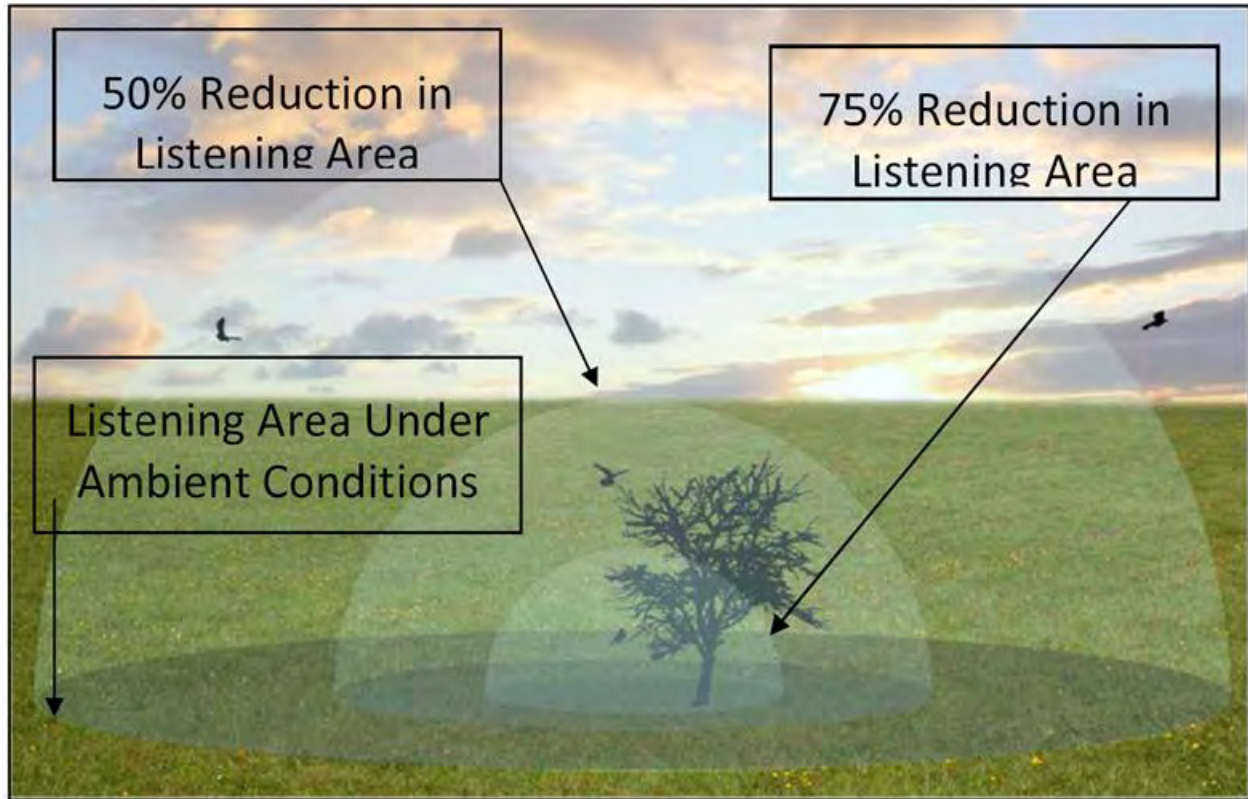 50% Reduction in
Listening Area
75% Reduction in
Listening Area
Listening Area Under
Ambient Conditions